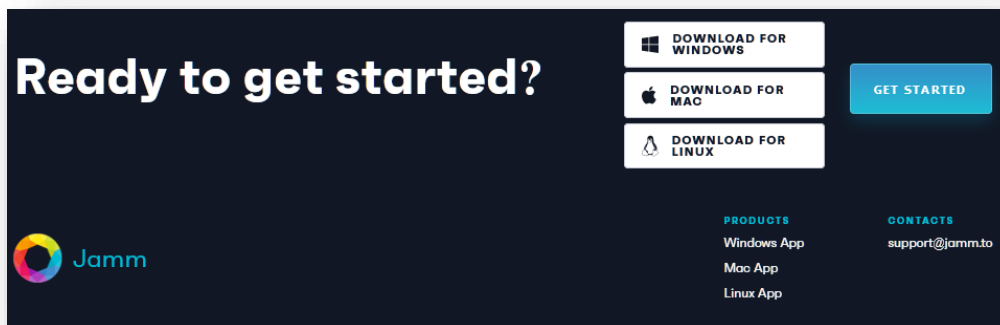 Ready to get started?
DOWNLOAD FOR
WINDOWS
DOWNLOAD FOR
MAC
DOWNLOAD FOR
LINUX
GET STARTED
Jamm
PRODUCTS
Windows App
Mac App
Linux App
CONTACTS
support@jamm.to